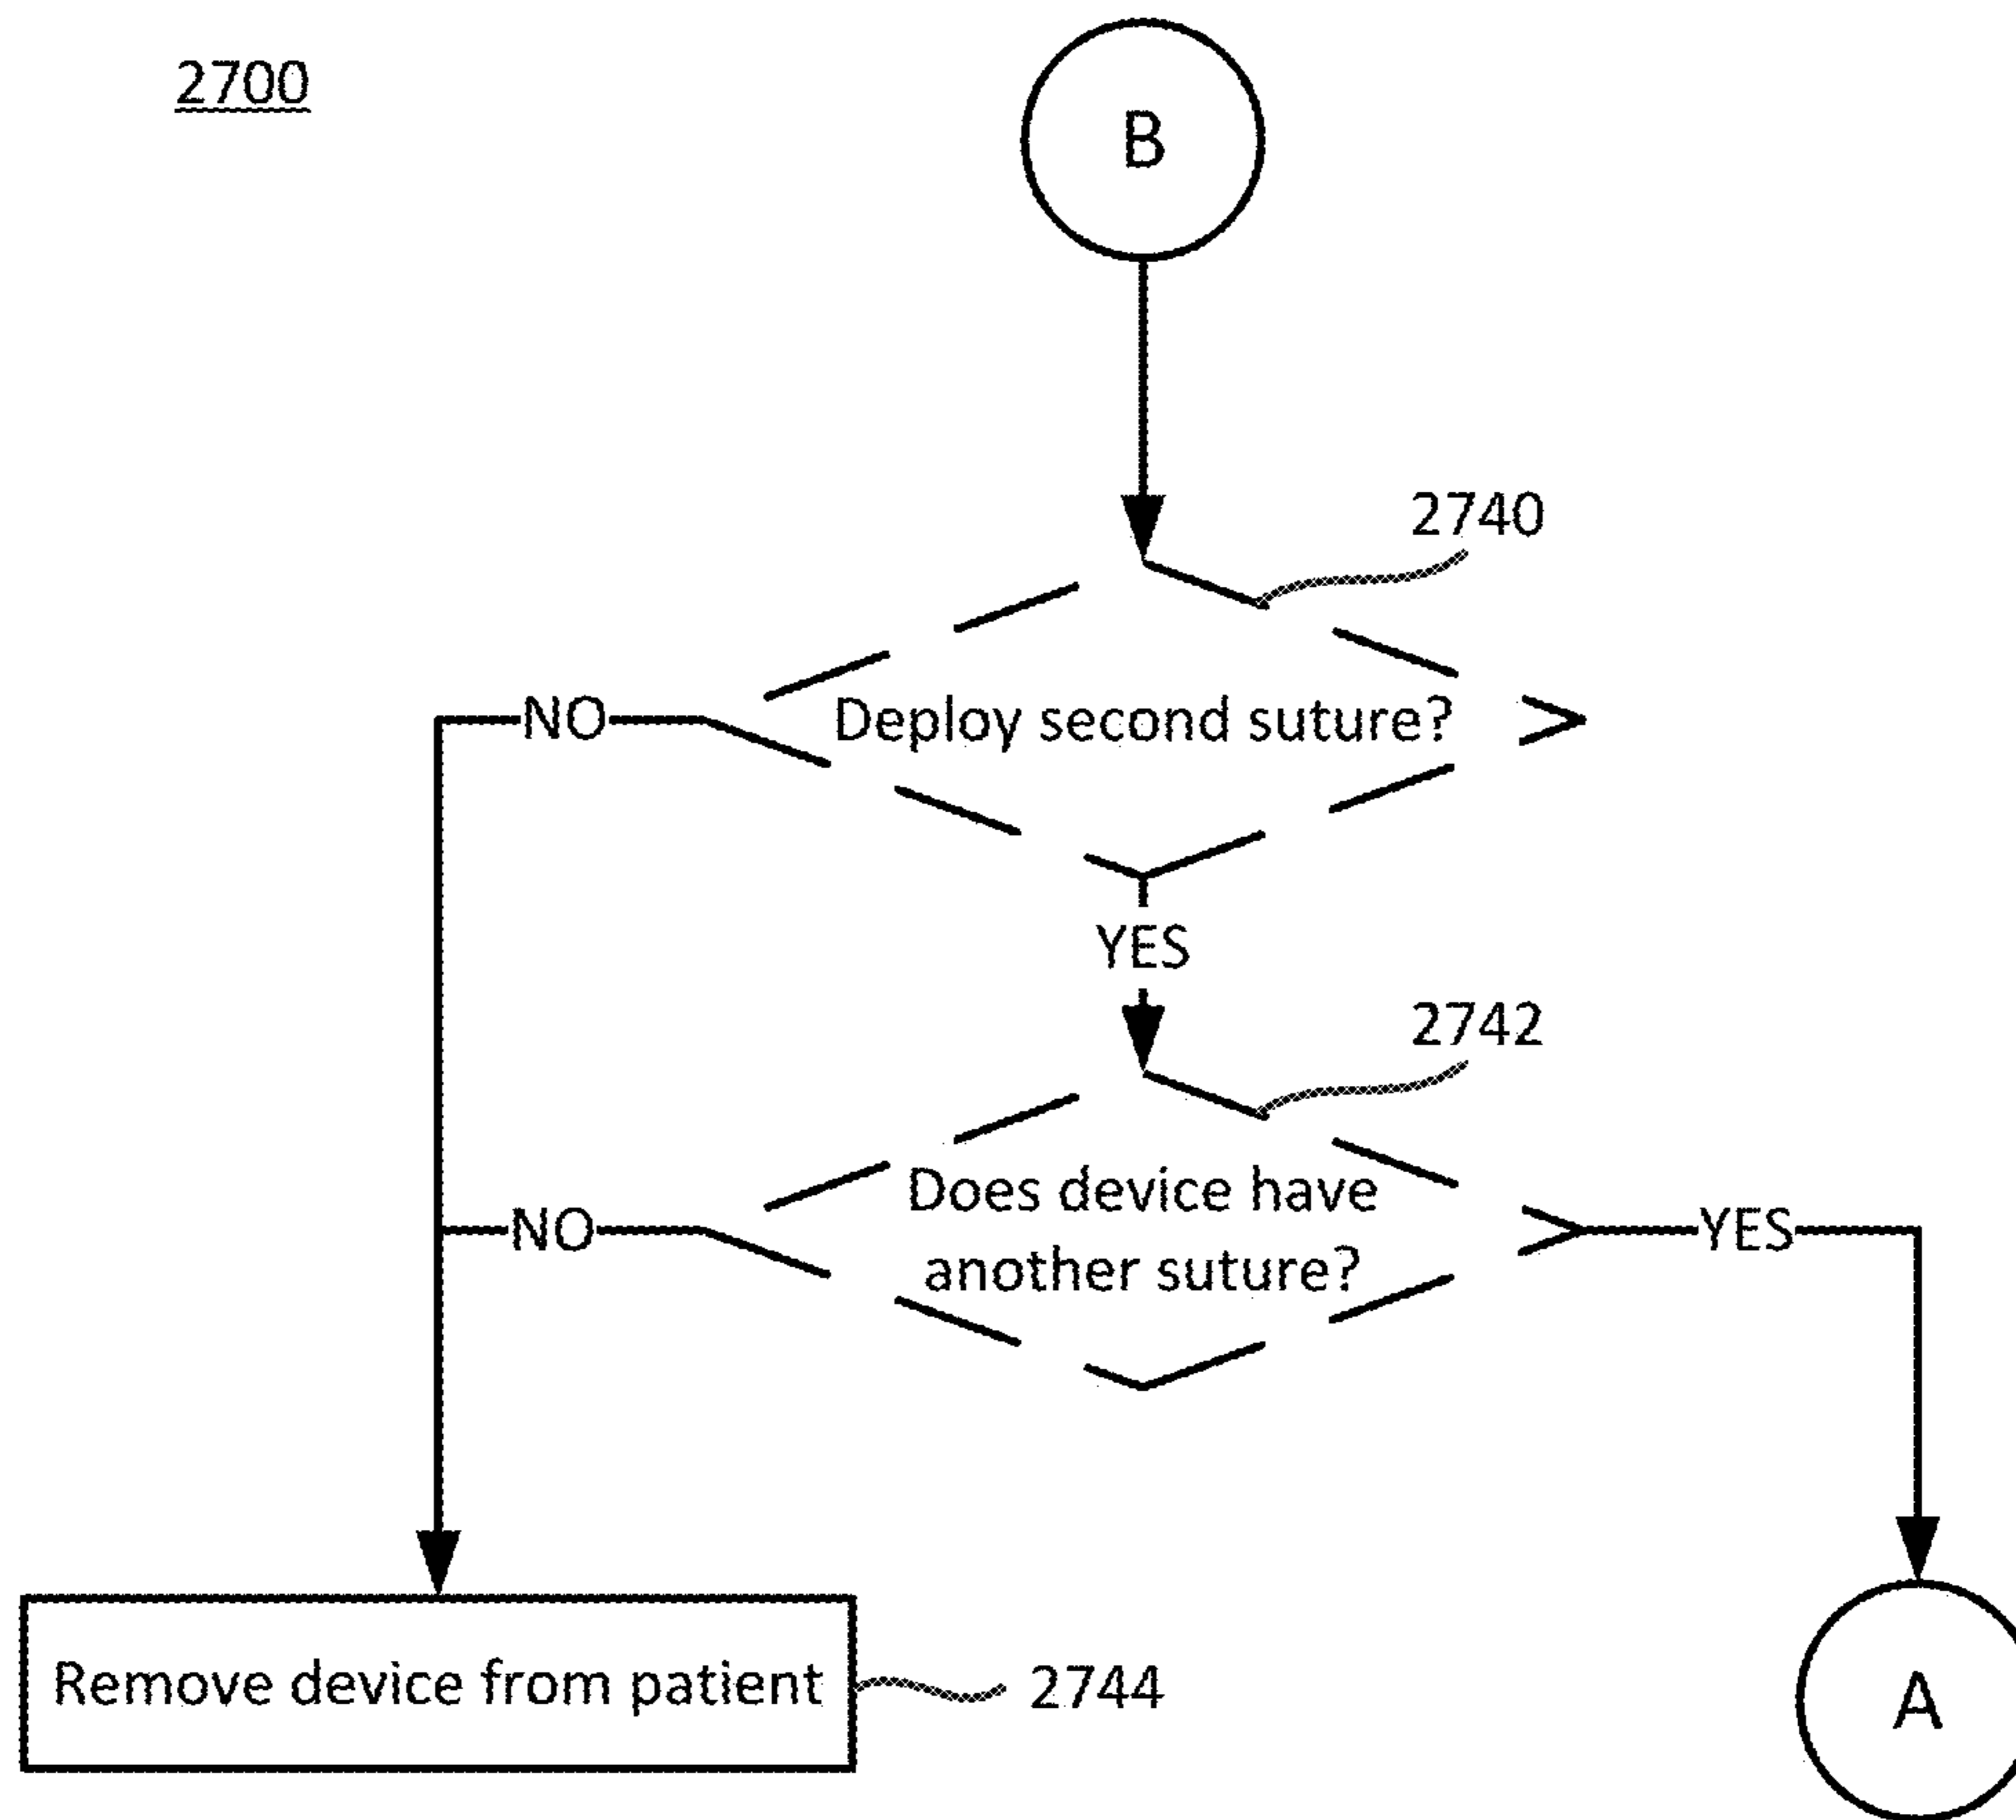 2700
B
2740
Deploy second suture?
NO
YES
2742
Does device have
another suture?
NO
YES
Remove device from patient
2744
A